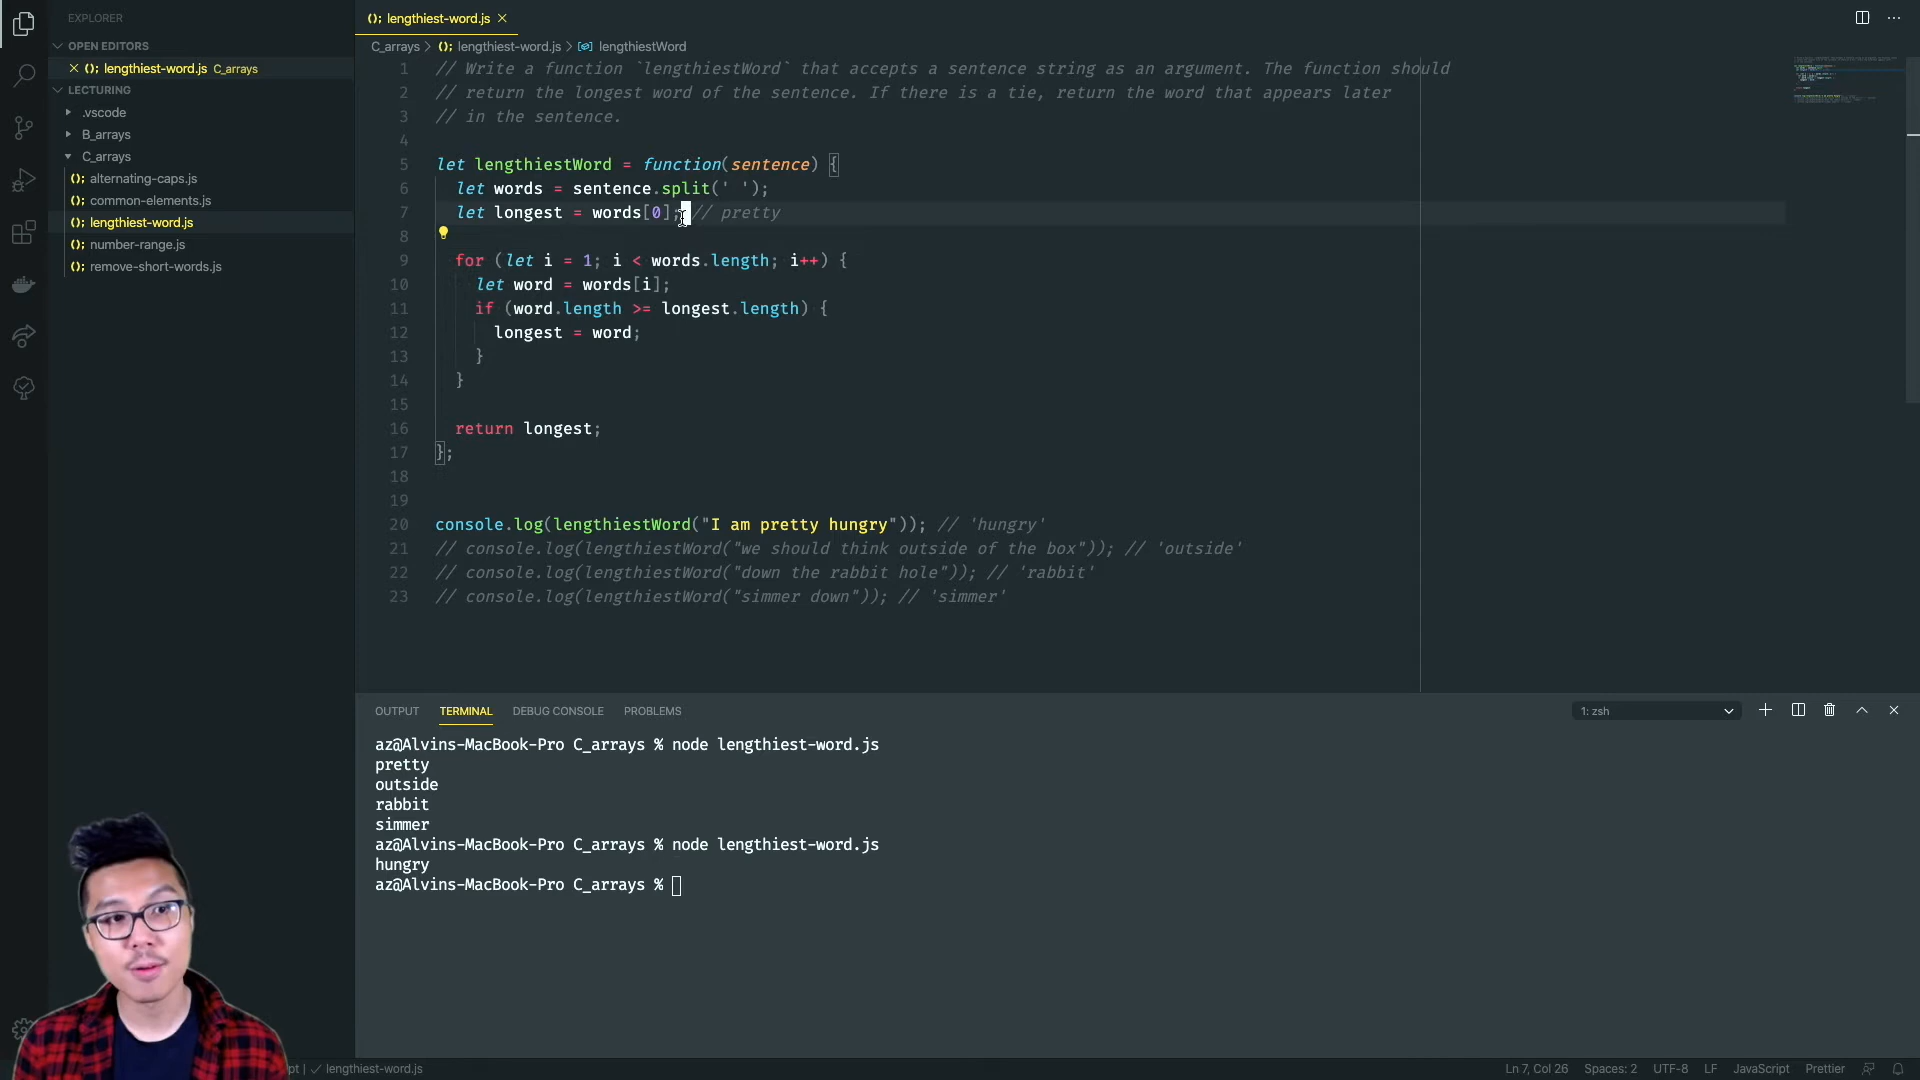 EXPLORER
OPEN EDITORS
(); lengthiest-word.js C_arrays
LECTURING
.vscode
B_arrays
C_arrays
(); alternating-caps.js
(); common-elements.js
(); lengthiest-word.js
(); number-range.js
(); remove-short-words.js
(); lengthiest-word.js
C_arrays > (); lengthiest-word.js > lengthiestWord
1 // Write a function `lengthiestWord` that accepts a sentence string as an argument. The function should
2 // return the longest word of the sentence. If there is a tie, return the word that appears later
3 // in the sentence.
4
5 let lengthiestWord = function(sentence) {
6 let words = sentence.split(' ');
7 let longest = words[0]; // pretty
8
9 for (let i = 1; i < words.length; i++) {
10 let word = words[i];
11 if (word.length >= longest.length) {
12 longest = word;
13 }
14 }
15
16 return longest;
17 };
18
19
20 console.log(lengthiestWord("I am pretty hungry")); // 'hungry'
21 // console.log(lengthiestWord("we should think outside of the box")); // 'outside'
22 // console.log(lengthiestWord("down the rabbit hole")); // 'rabbit'
23 // console.log(lengthiestWord("simmer down")); // 'simmer'
OUTPUT TERMINAL DEBUG CONSOLE PROBLEMS 1: zsh
az@Alvins-MacBook-Pro C_arrays % node lengthiest-word.js
pretty
outside
rabbit
simmer
az@Alvins-MacBook-Pro C_arrays % node lengthiest-word.js
hungry
az@Alvins-MacBook-Pro C_arrays %
pt | ✓ lengthiest-word.js Ln 7, Col 26 Spaces: 2 UTF-8 LF JavaScript Prettier